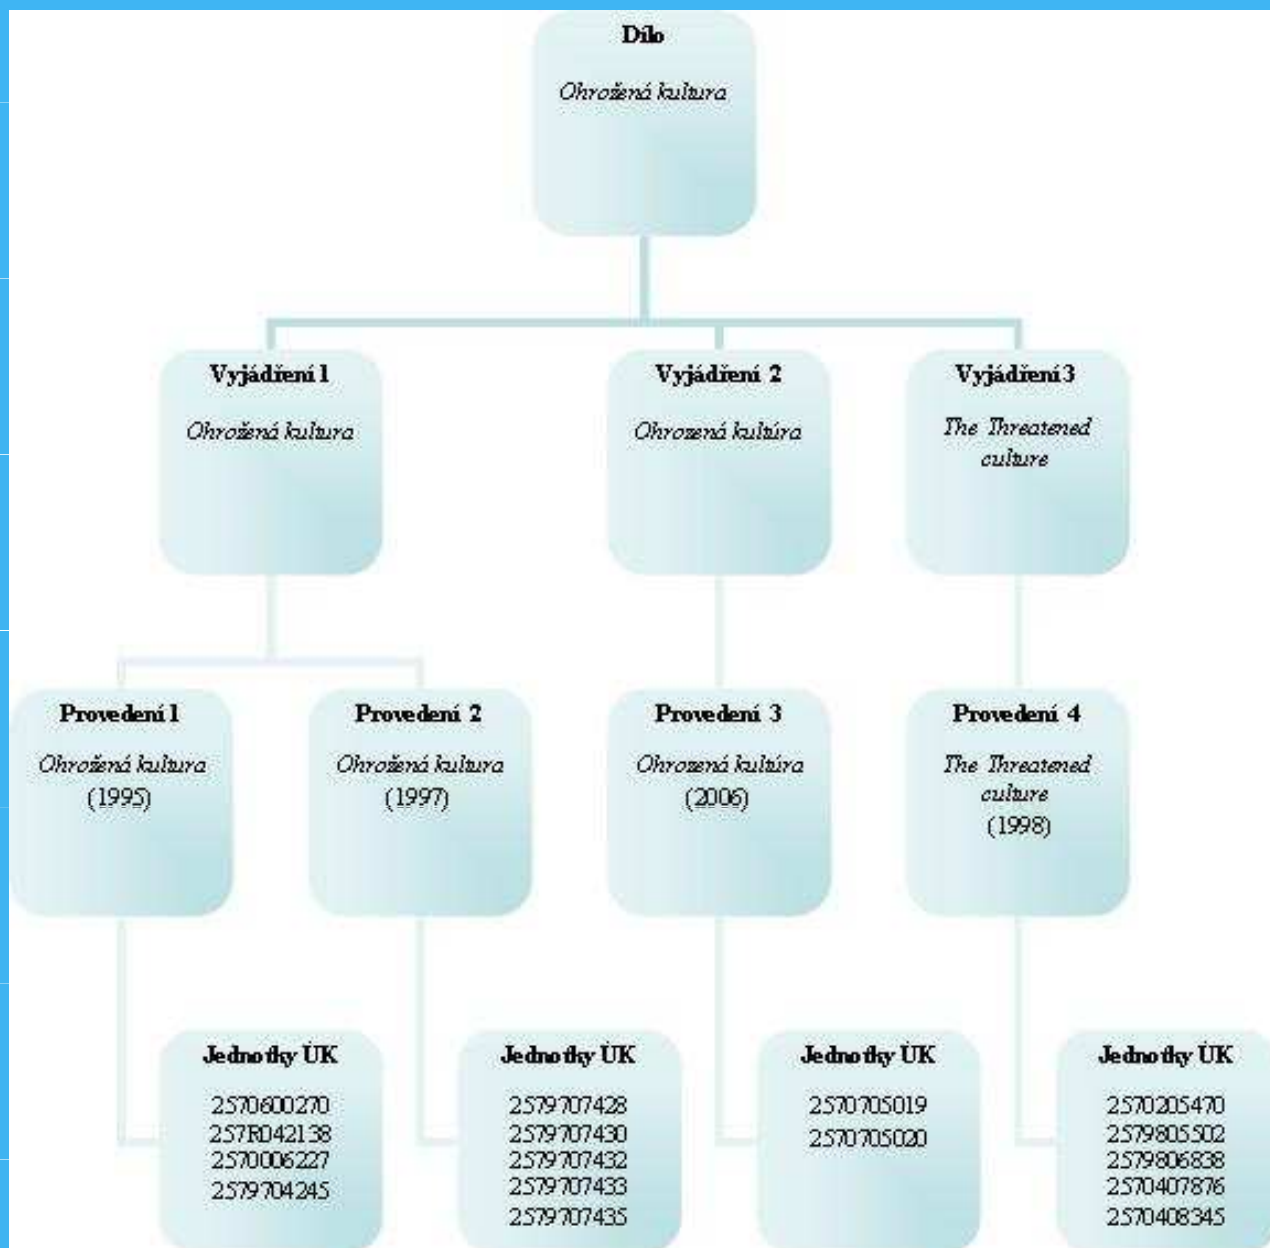 Dílo
Ohrožená kultura
Vyjádření 1
Ohrožená kultura
Vyjádření 2
Ohrozená kultúra
Vyjádření 3
The Threatened
culture
Provedení 1
Ohrožená kultura
(1995)
Provedení 2
Ohrožená kultura
(1997)
Provedení 3
Ohrozená kultúra
(2006)
Provedení 4
The Threatened
culture
(1998)
Jednotky ÚK
2570600270
257R042138
2570006227
2579704245
Jednotky ÚK
2579707428
2579707430
2579707432
2579707433
2579707435
Jednotky ÚK
2570705019
2570705020
Jednotky ÚK
2570205470
2579805502
2579806838
2570407876
2570408345